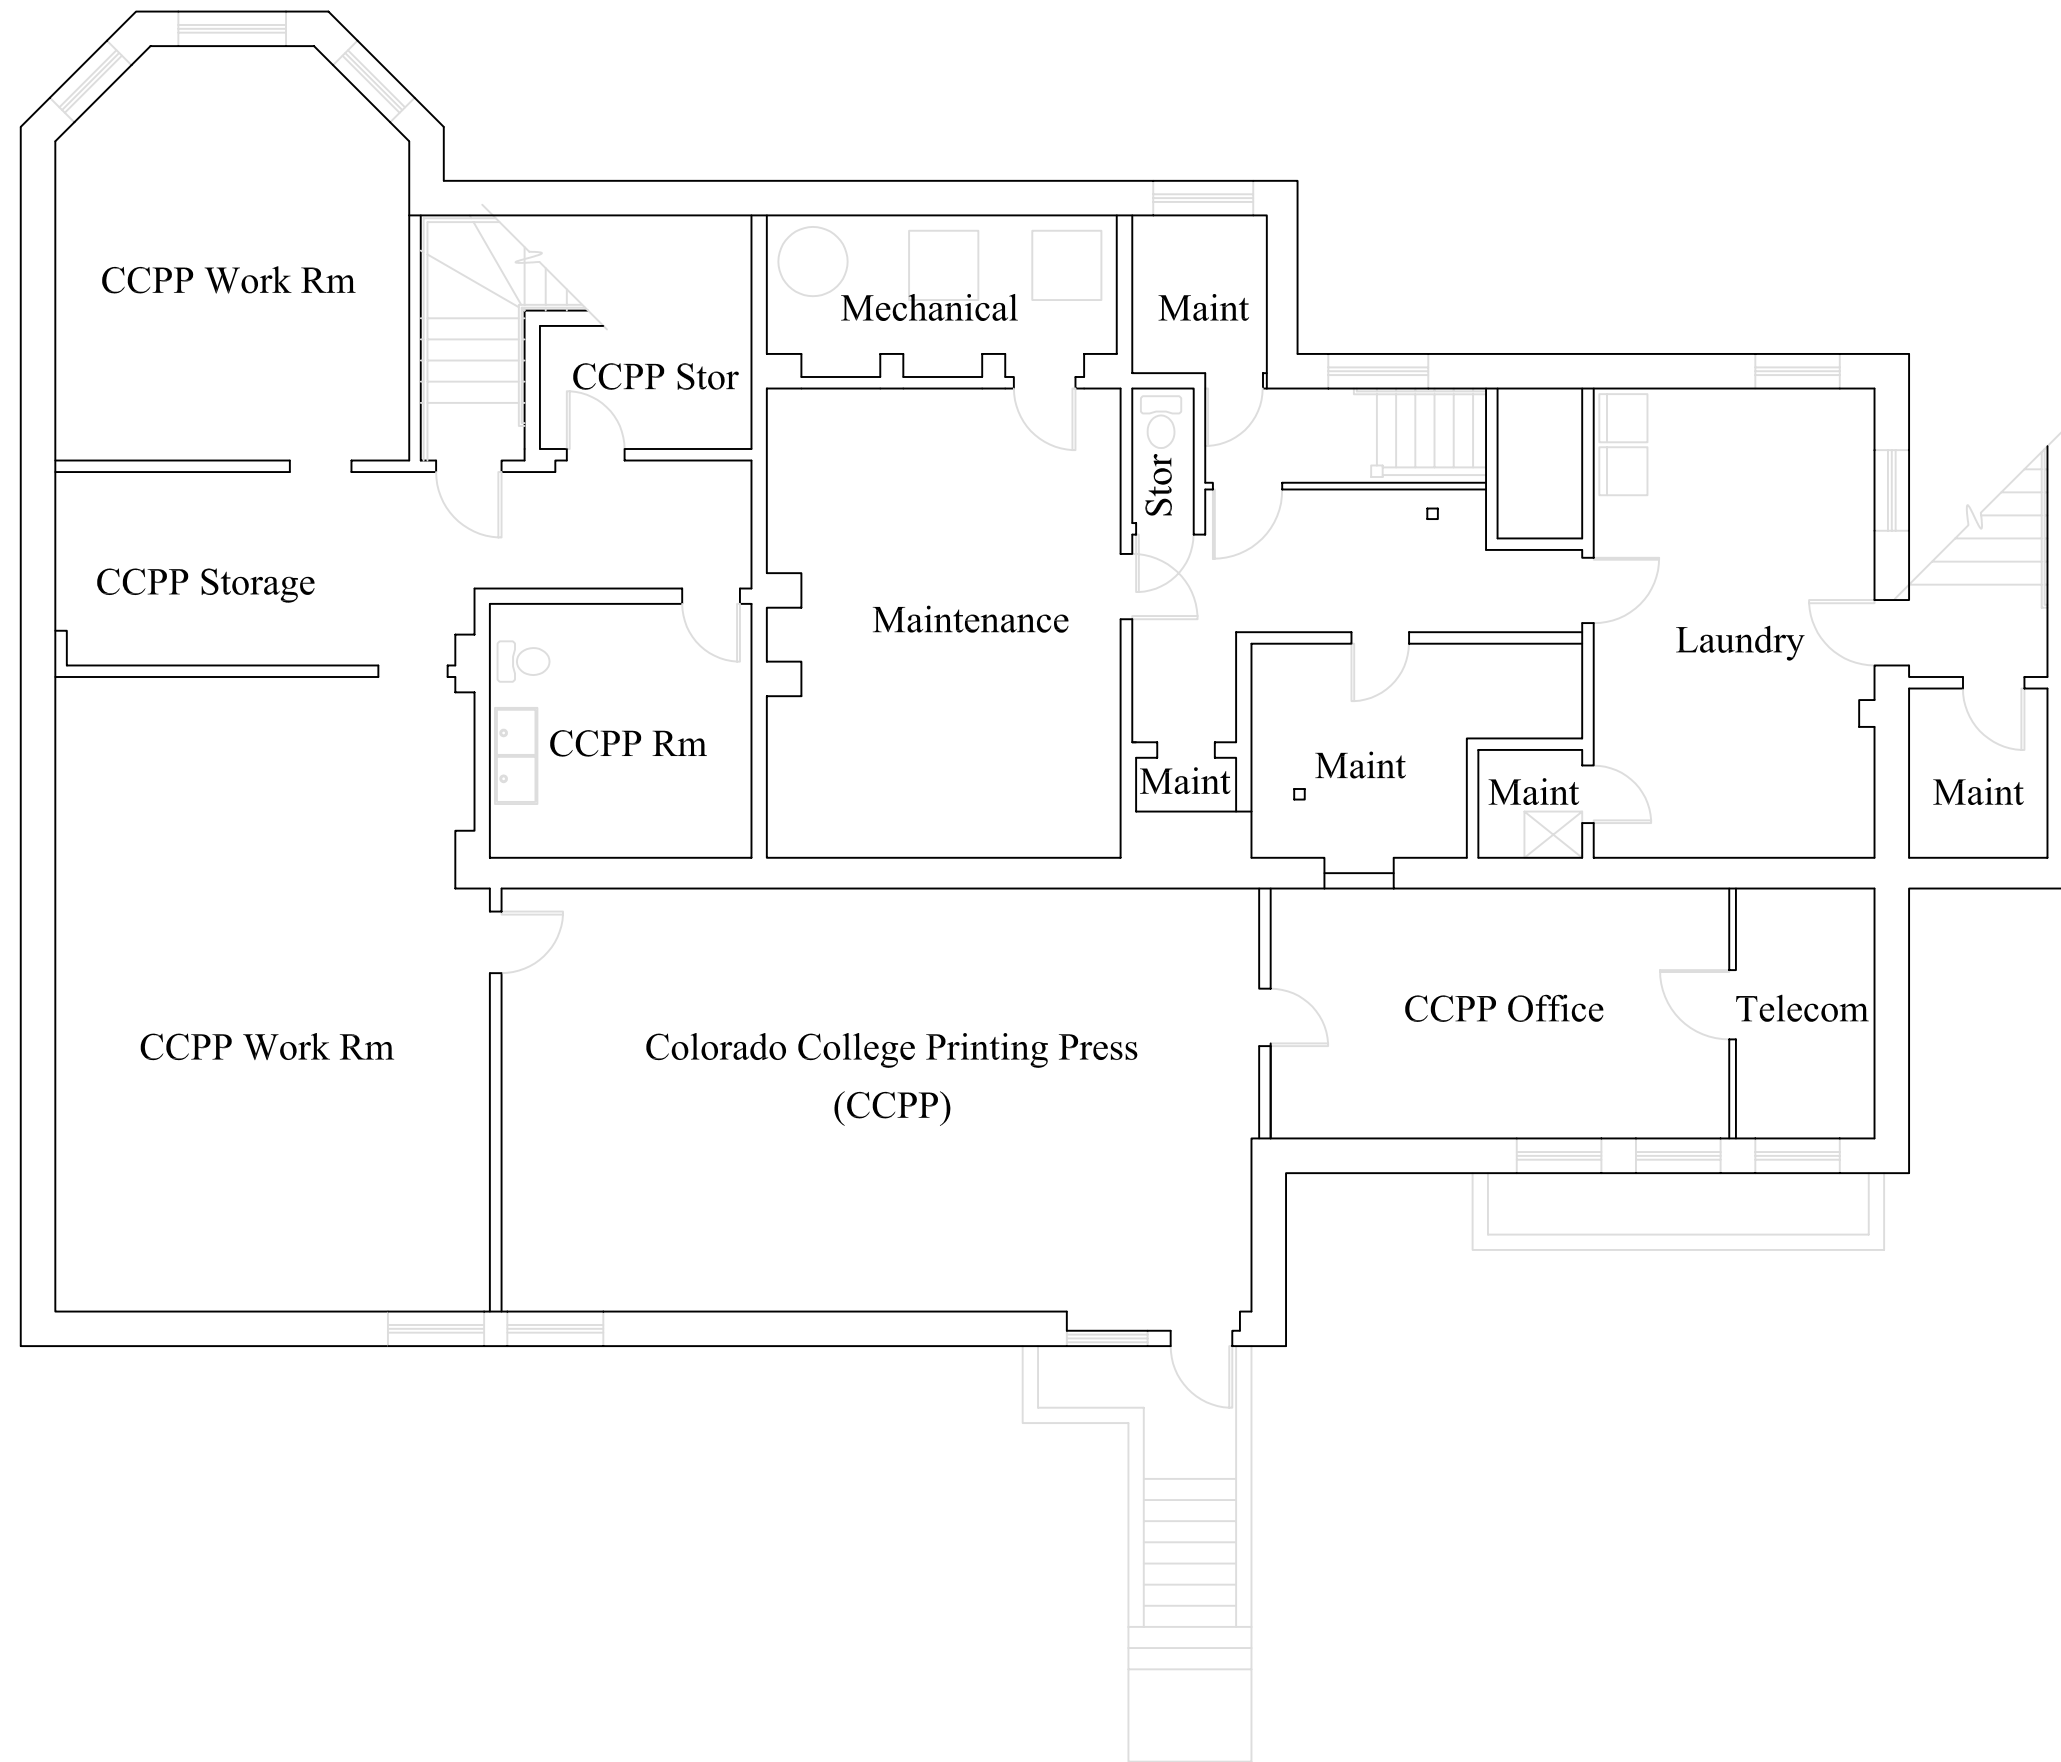 CCPP Work Rm
Mechanical
Maint
CCPP Stor
Stor
CCPP Storage
Maintenance
Laundry
CCPP Rm
Maint
Maint
Maint
Maint
CCPP Office
Telecom
CCPP Work Rm
Colorado College Printing Press
(CCPP)